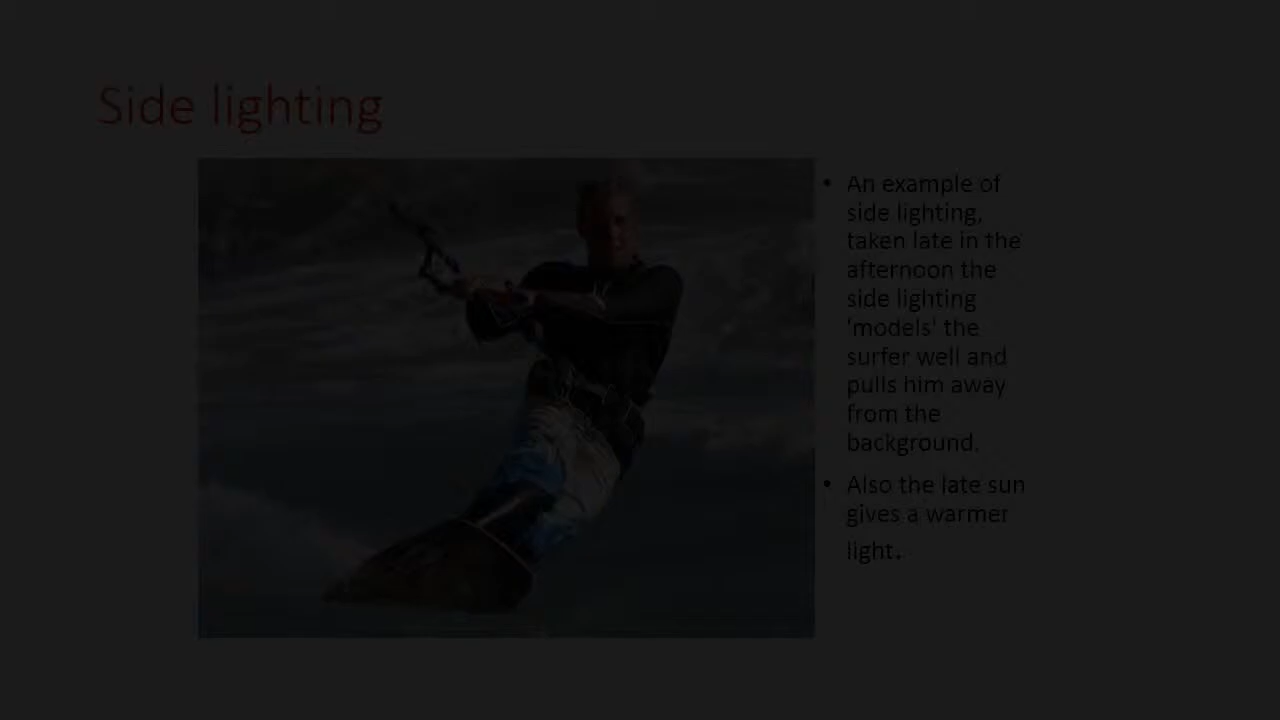 Side lighting
• An example of
side lighting,
taken late in the
afternoon the
side lighting
'models' the
surfer well and
pulls him away
from the
background.
• Also the late sun
gives a warmer
light.